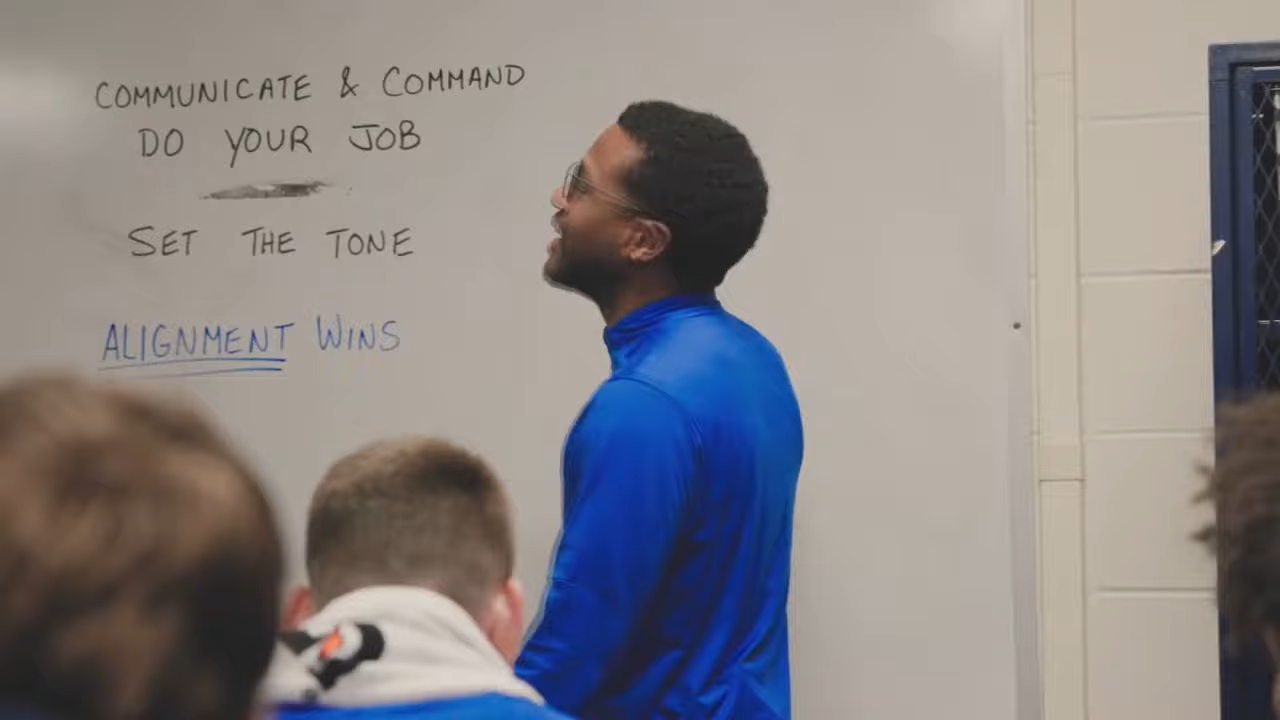 COMMUNICATE & COMMAND
DO YOUR JOB
SET THE TONE
ALIGNMENT WINS